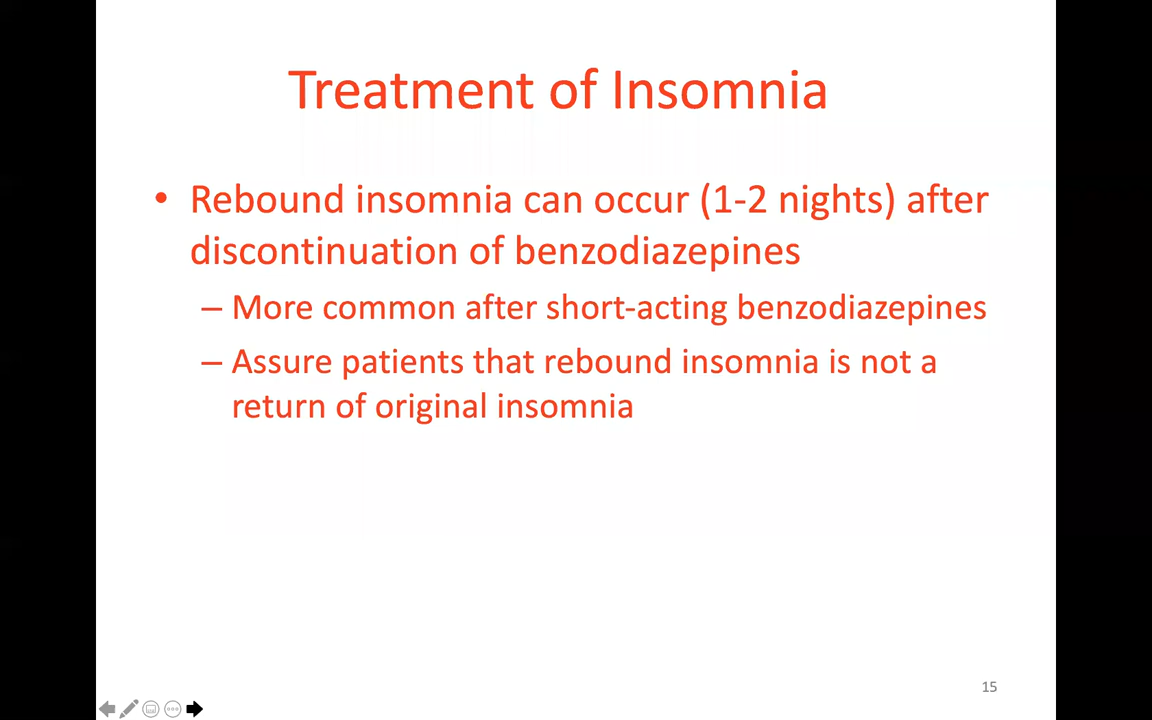 Treatment of Insomnia
• Rebound insomnia can occur (1-2 nights) after
discontinuation of benzodiazepines
– More common after short-acting benzodiazepines
– Assure patients that rebound insomnia is not a
return of original insomnia
15